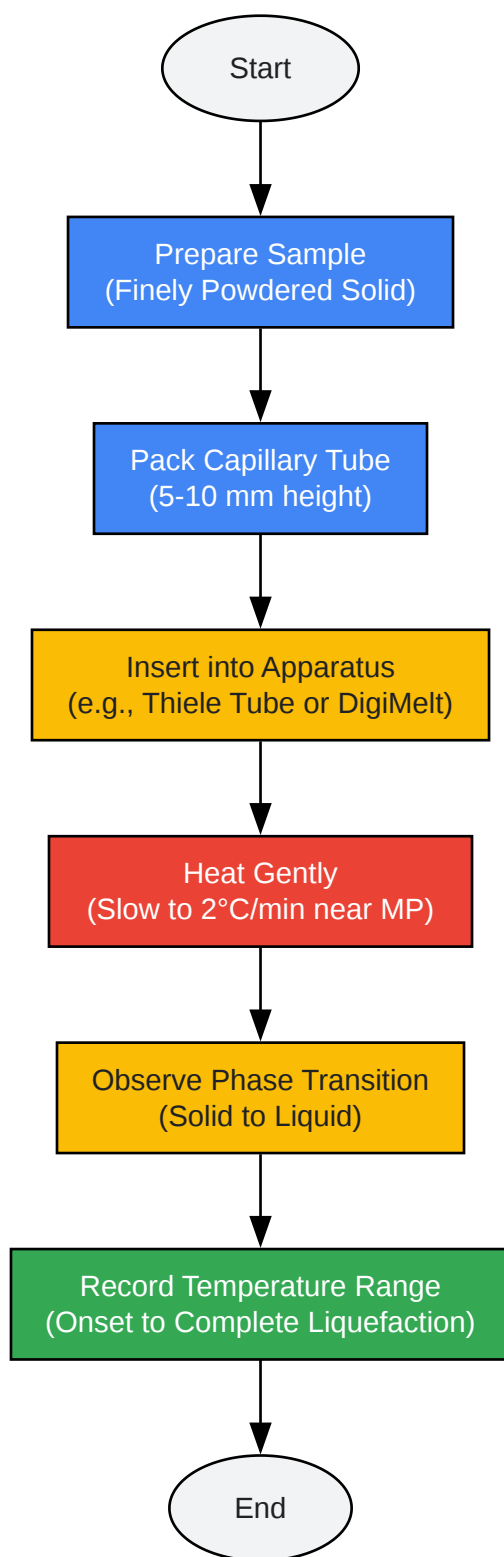 Start
Prepare Sample
(Finely Powdered Solid)
Pack Capillary Tube
(5-10 mm height)
Insert into Apparatus
(e.g., Thiele Tube or DigiMelt)
Heat Gently
(Slow to 2°C/min near MP)
Observe Phase Transition
(Solid to Liquid)
Record Temperature Range
(Onset to Complete Liquefaction)
End